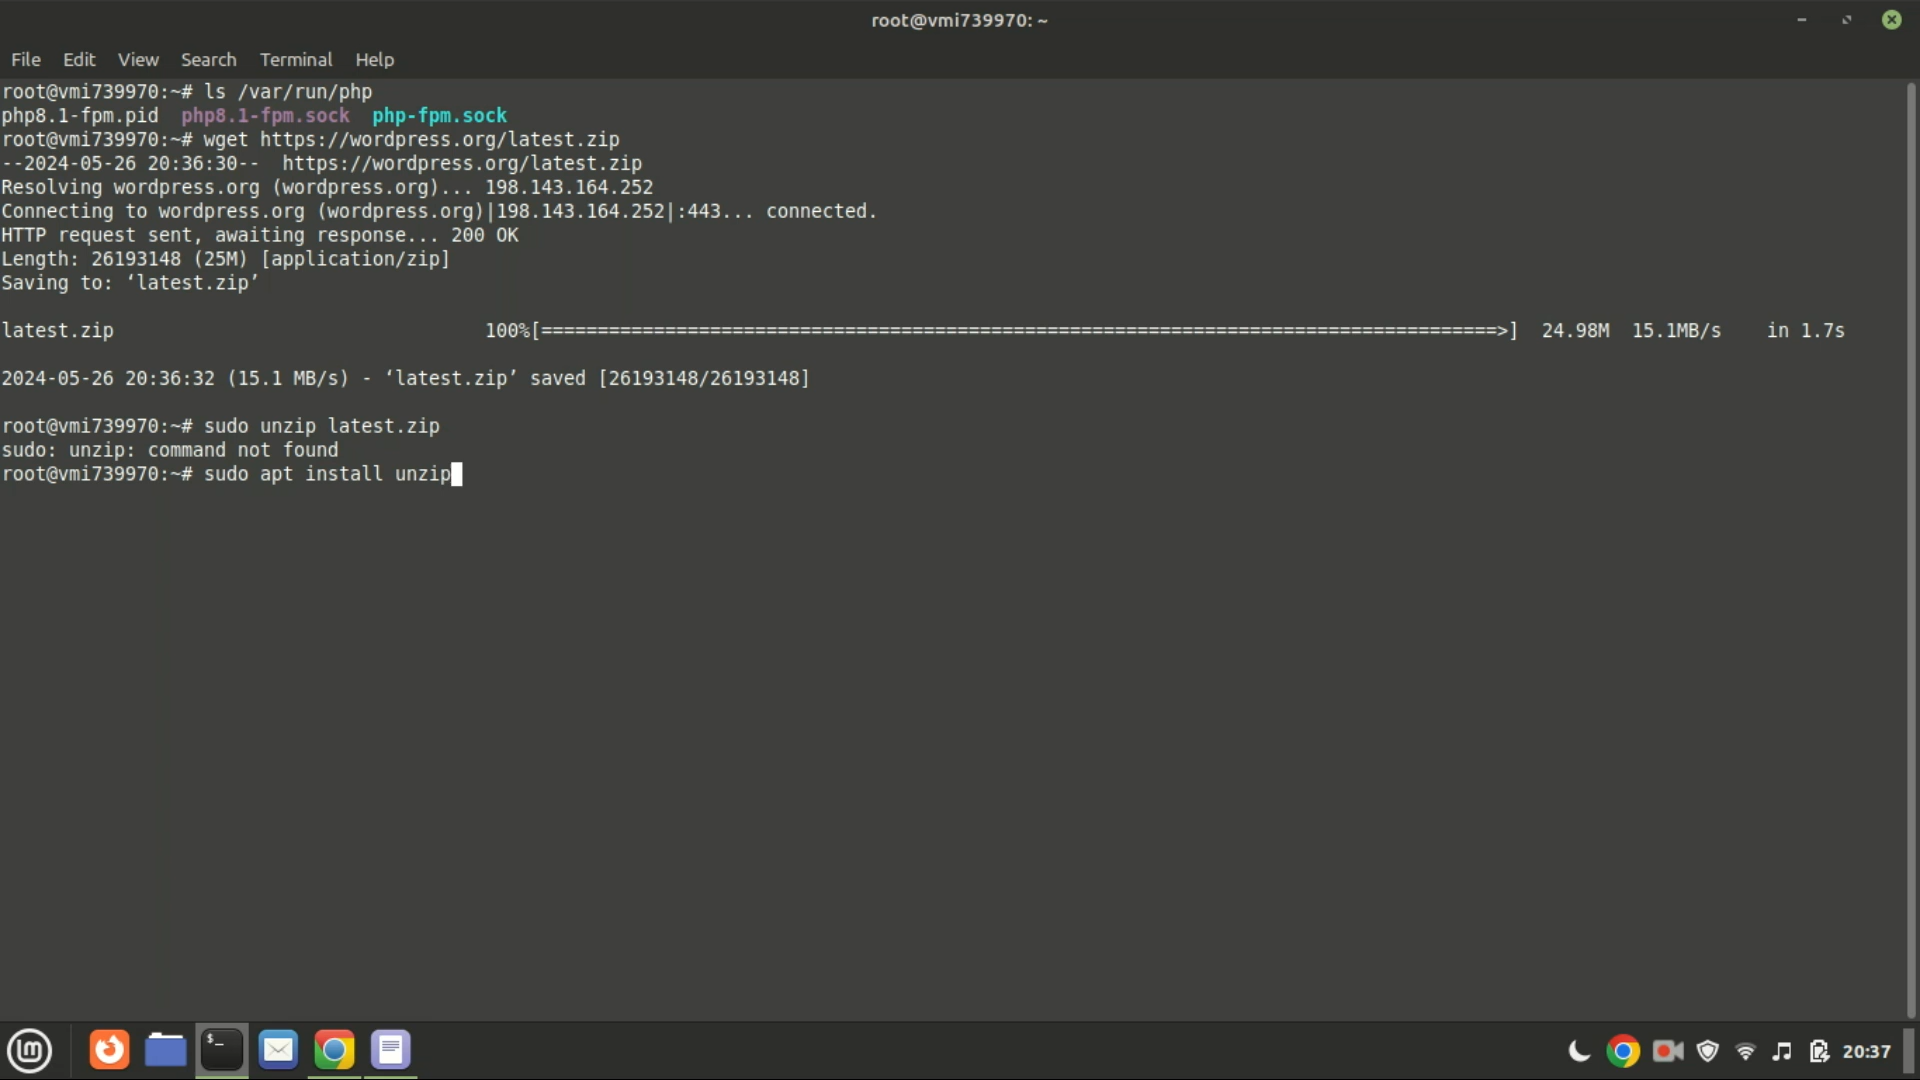 root@vmi739970: ~
File Edit View Search Terminal Help
root@vmi739970:~# ls /var/run/php
php8.1-fpm.pid  php8.1-fpm.sock  php-fpm.sock
root@vmi739970:~# wget https://wordpress.org/latest.zip
--2024-05-26 20:36:30--  https://wordpress.org/latest.zip
Resolving wordpress.org (wordpress.org)... 198.143.164.252
Connecting to wordpress.org (wordpress.org)|198.143.164.252|:443... connected.
HTTP request sent, awaiting response... 200 OK
Length: 26193148 (25M) [application/zip]
Saving to: ‘latest.zip’
latest.zip 100%[=====================================================================================>] 24.98M 15.1MB/s in 1.7s
2024-05-26 20:36:32 (15.1 MB/s) - ‘latest.zip’ saved [26193148/26193148]
root@vmi739970:~# sudo unzip latest.zip
sudo: unzip: command not found
root@vmi739970:~# sudo apt install unzip
20:37